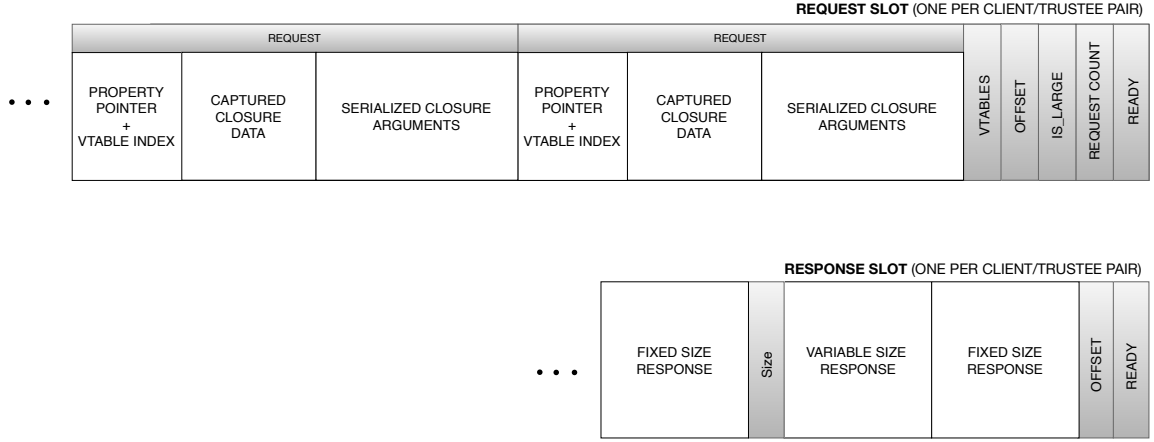 REQUEST SLOT (ONE PER CLIENT/TRUSTEE PAIR)
REQUEST
REQUEST
PROPERTY
POINTER
+
VTABLE INDEX
CAPTURED
CLOSURE
DATA
SERIALIZED CLOSURE
ARGUMENTS
PROPERTY
POINTER
+
VTABLE INDEX
CAPTURED
CLOSURE
DATA
SERIALIZED CLOSURE
ARGUMENTS
VTABLES
OFFSET
IS_LARGE
REQUEST COUNT
READY
RESPONSE SLOT (ONE PER CLIENT/TRUSTEE PAIR)
FIXED SIZE
RESPONSE
Size
VARIABLE SIZE
RESPONSE
FIXED SIZE
RESPONSE
OFFSET
READY